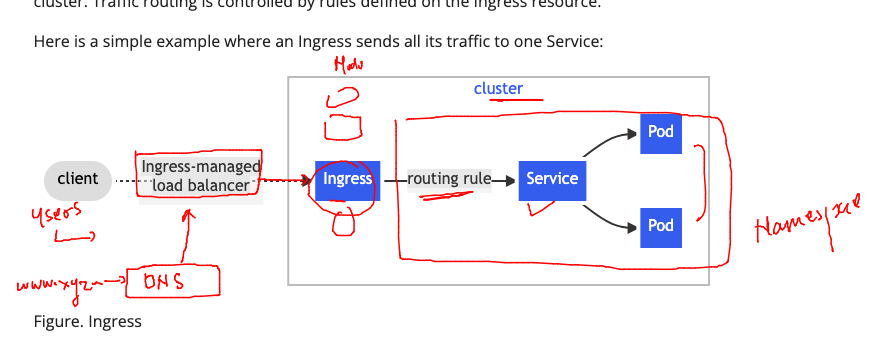 cluster. Traffic routing is controlled by rules defined on the Ingress resource.
Here is a simple example where an Ingress sends all its traffic to one Service:
cluster
Pod
client
Ingress-managed
load balancer
Ingress
routing rule
Service
Pod
users
Namespace
www.xyz
DNS
Figure. Ingress